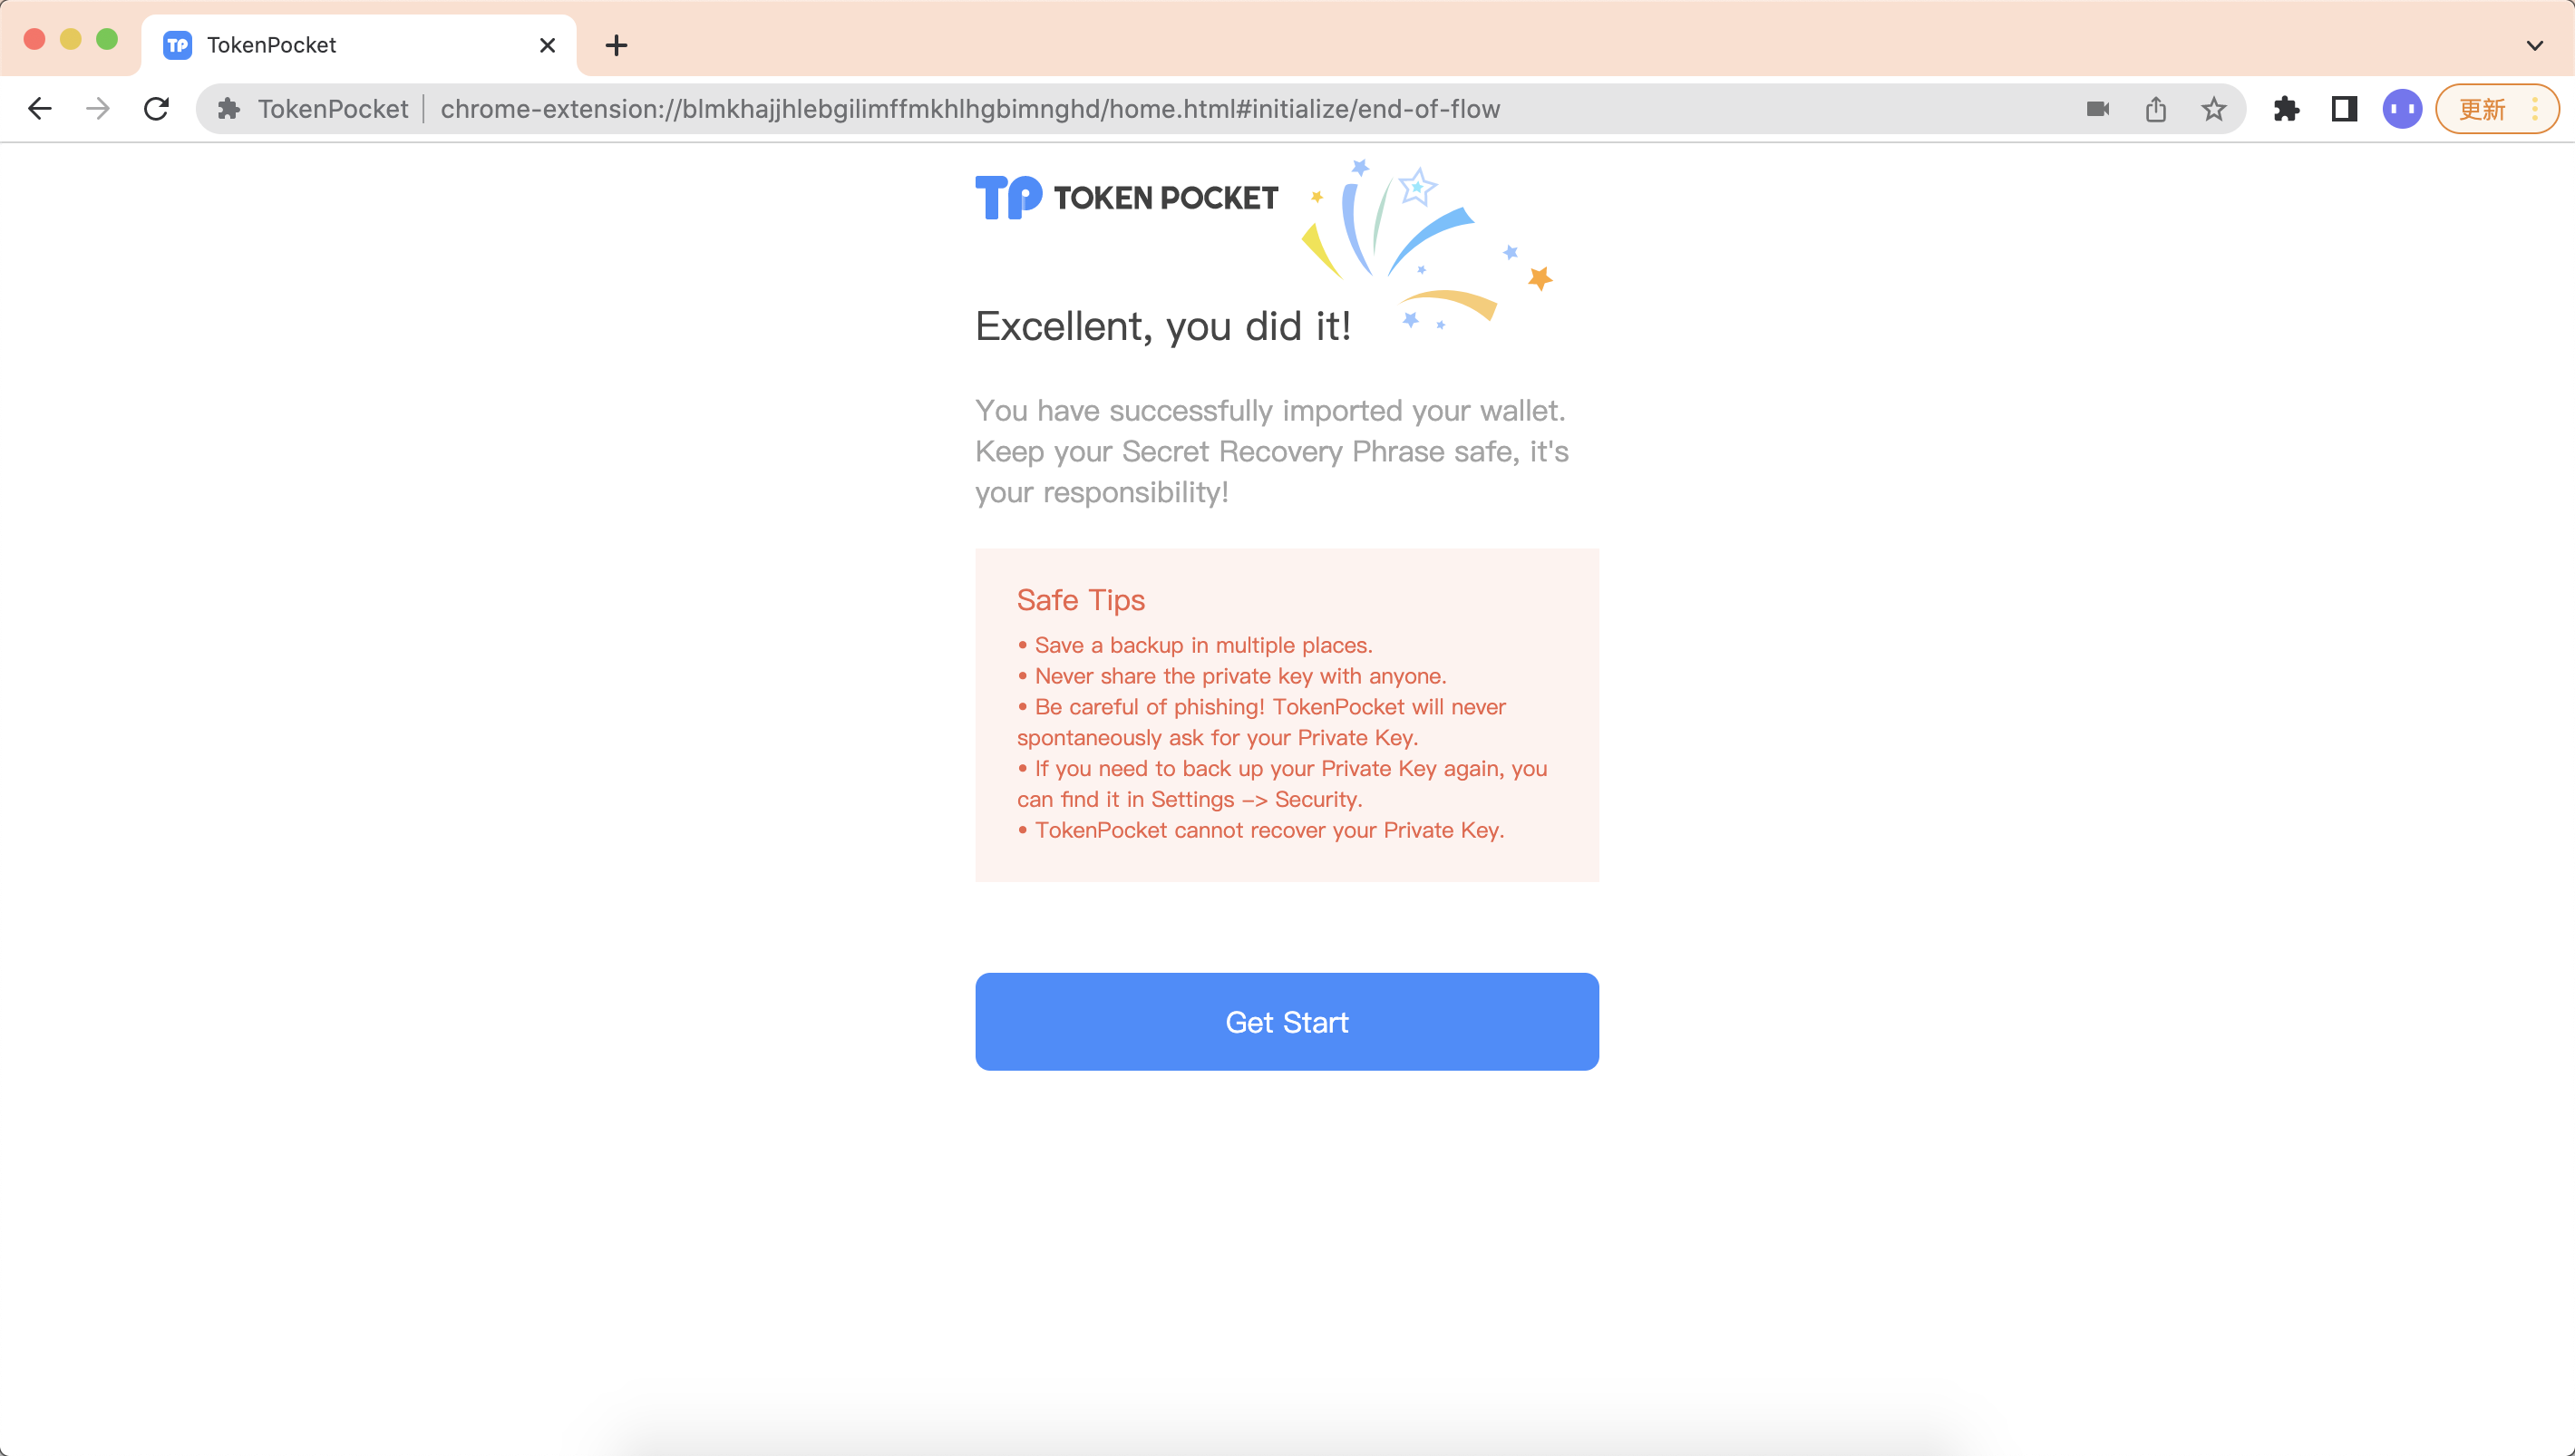 TokenPocket
TokenPocket | chrome-extension://blmkhajjhlebgilimffmkhlhgbimnghd/home.html#initialize/end-of-flow
更新
TP TOKEN POCKET
Excellent, you did it!
You have successfully imported your wallet.
Keep your Secret Recovery Phrase safe, it's
your responsibility!
Safe Tips
• Save a backup in multiple places.
• Never share the private key with anyone.
• Be careful of phishing! TokenPocket will never
spontaneously ask for your Private Key.
• If you need to back up your Private Key again, you
can find it in Settings –> Security.
• TokenPocket cannot recover your Private Key.
Get Start